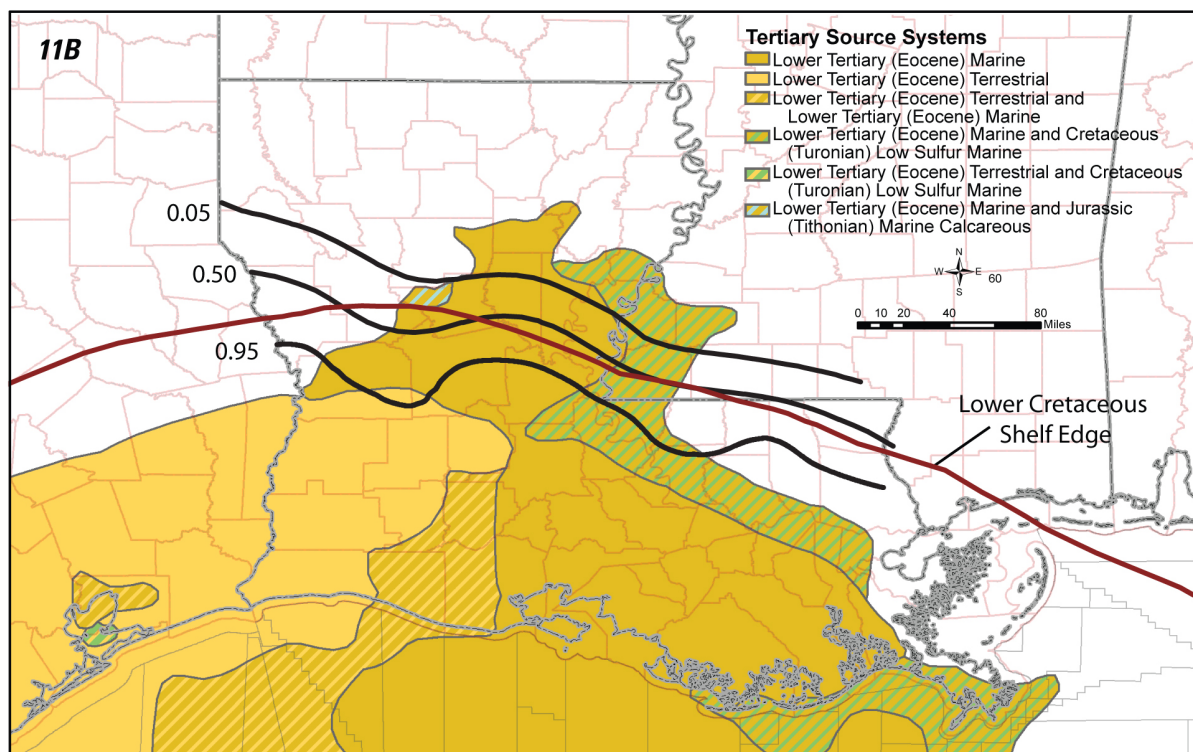 11B
Tertiary Source Systems
Lower Tertiary (Eocene) Marine
Lower Tertiary (Eocene) Terrestrial
Lower Tertiary (Eocene) Terrestrial and
Lower Tertiary (Eocene) Marine
Lower Tertiary (Eocene) Marine and Cretaceous
(Turonian) Low Sulfur Marine
Lower Tertiary (Eocene) Terrestrial and Cretaceous
(Turonian) Low Sulfur Marine
Lower Tertiary (Eocene) Marine and Jurassic
(Tithonian) Marine Calcareous
N
W E
S
60
0 10 20 40 80
Miles
0.05
0.50
0.95
Lower Cretaceous
Shelf Edge